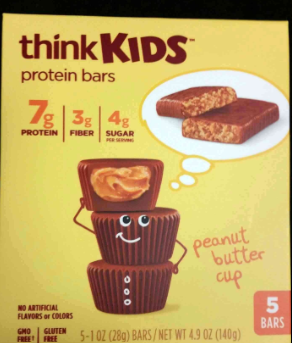 thinkKIDS™
protein bars
7g PROTEIN
3g FIBER
4g SUGAR
PER SERVING
peanut
butter
cup
NO ARTIFICIAL
FLAVORS or COLORS
GMO FREE†
GLUTEN FREE
5-1 OZ (28g) BARS / NET WT 4.9 OZ (140g)
5
BARS